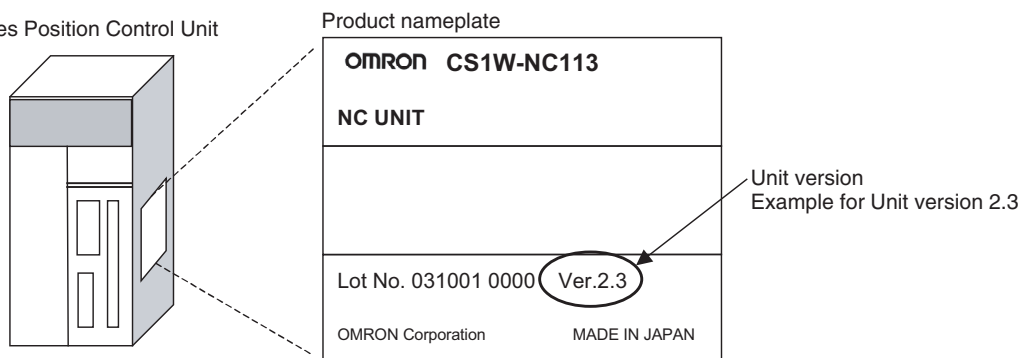 Position Control Unit
Product nameplate
OMRON CS1W-NC113
NC UNIT
Unit version
Example for Unit version 2.3
Lot No. 031001 0000 Ver.2.3
OMRON Corporation MADE IN JAPAN